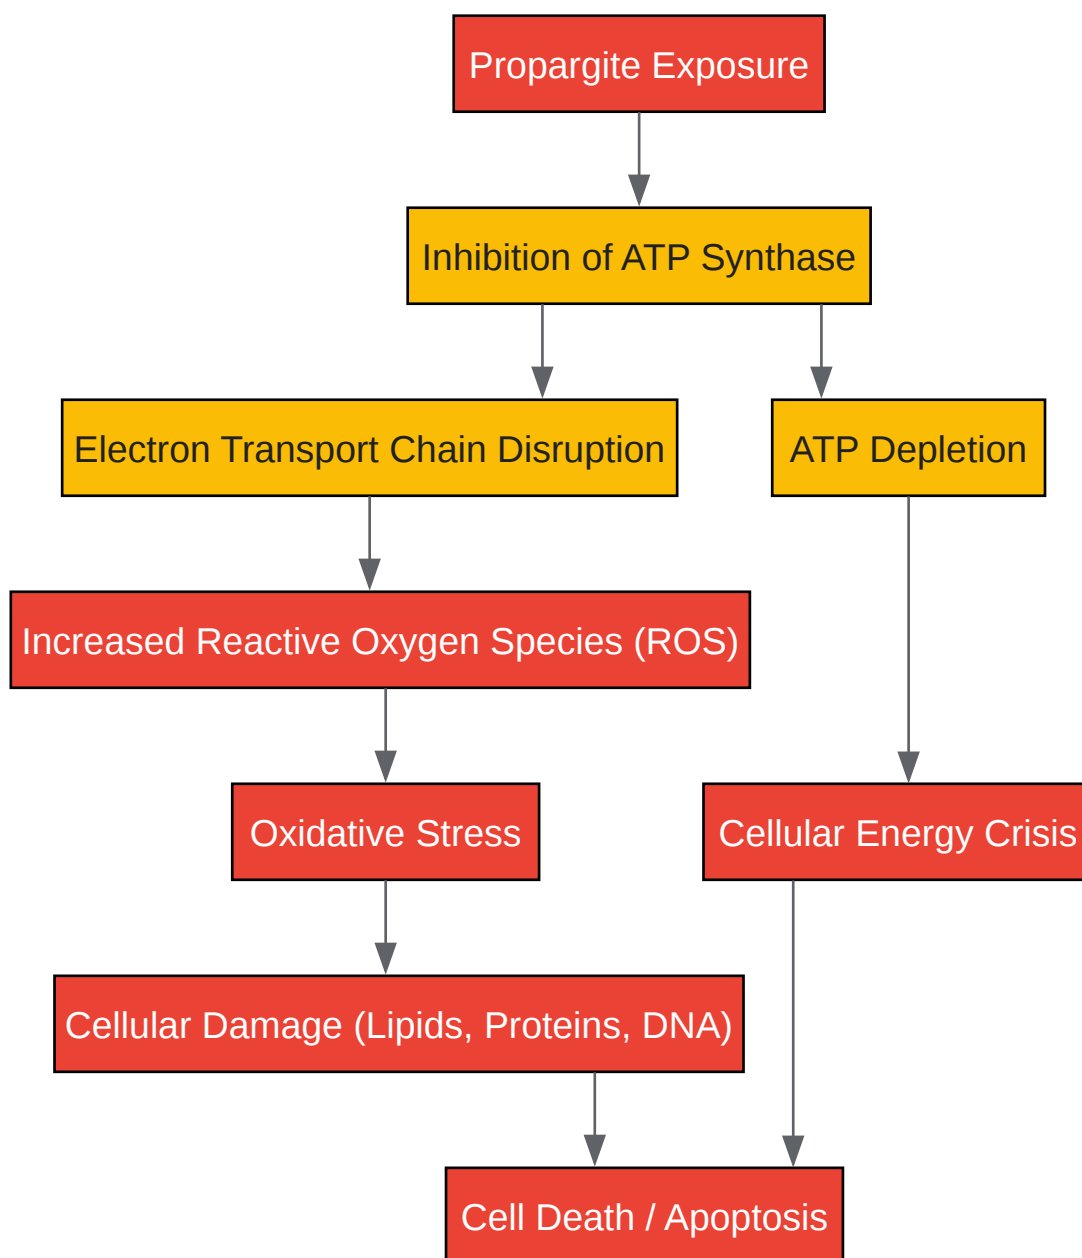 Propargite Exposure
Inhibition of ATP Synthase
Electron Transport Chain Disruption
ATP Depletion
Increased Reactive Oxygen Species (ROS)
Oxidative Stress
Cellular Energy Crisis
Cellular Damage (Lipids, Proteins, DNA)
Cell Death / Apoptosis